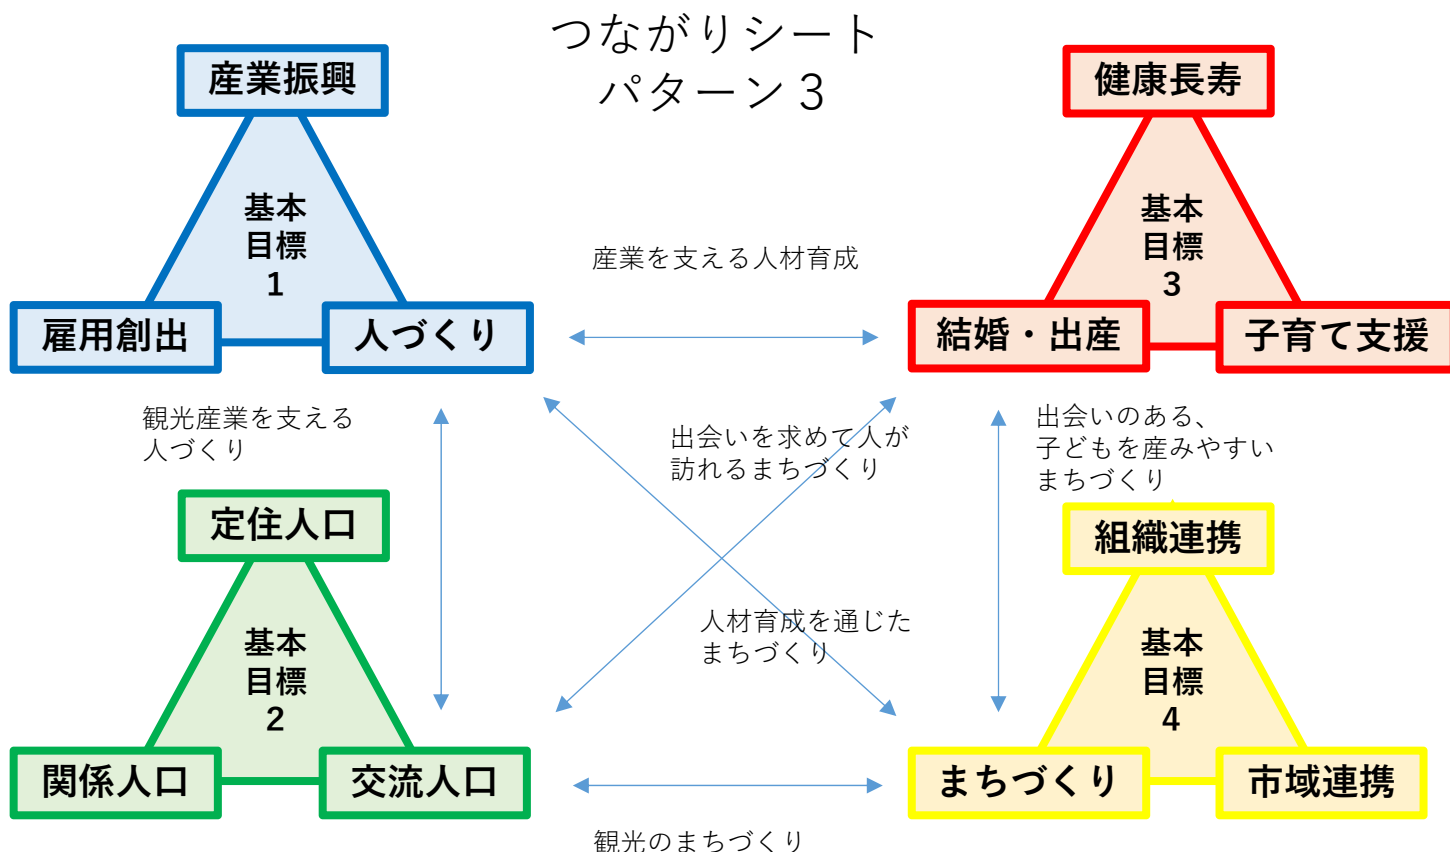 つながりシート
パターン３
産業振興
基本
目標
1
雇用創出
人づくり
産業を支える人材育成
健康長寿
基本
目標
3
結婚・出産
子育て支援
観光産業を支える
人づくり
出会いを求めて人が
訪れるまちづくり
出会いのある、
子どもを産みやすい
まちづくり
定住人口
基本
目標
2
関係人口
交流人口
人材育成を通じた
まちづくり
組織連携
基本
目標
4
まちづくり
市域連携
観光のまちづくり